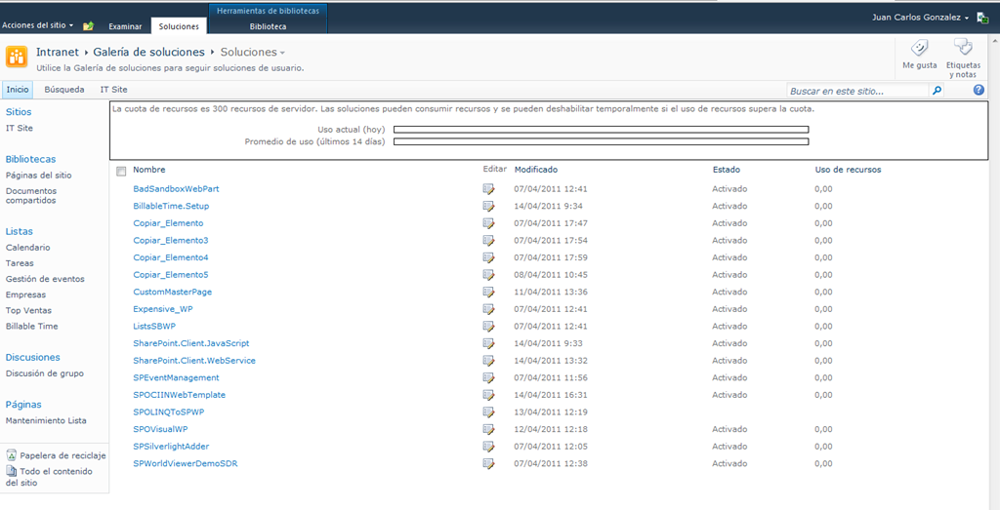 Herramientas de bibliotecas
Acciones del sitio Examinar Soluciones Biblioteca Juan Carlos Gonzalez
Intranet Galería de soluciones Soluciones
Utilice la Galería de soluciones para seguir soluciones de usuario.
Me gusta
Etiquetas y notas
Inicio Búsqueda IT Site Buscar en este sitio...
Sitios
IT Site
Bibliotecas
Páginas del sitio
Documentos
compartidos
Listas
Calendario
Tareas
Gestión de eventos
Empresas
Top Ventas
Billable Time
Discusiones
Discusión de grupo
Páginas
Mantenimiento Lista
Papelera de reciclaje
Todo el contenido
del sitio
La cuota de recursos es 300 recursos de servidor. Las soluciones pueden consumir recursos y se pueden deshabilitar temporalmente si el uso de recursos supera la cuota.
Uso actual (hoy)
Promedio de uso (últimos 14 días)
Nombre Editar Modificado Estado Uso de recursos
BadSandboxWebPart 07/04/2011 12:41 Activado 0,00
BillableTime.Setup 14/04/2011 9:34 Activado 0,00
Copiar_Elemento 07/04/2011 17:47 Activado 0,00
Copiar_Elemento3 07/04/2011 17:54 Activado 0,00
Copiar_Elemento4 07/04/2011 17:59 Activado 0,00
Copiar_Elemento5 08/04/2011 10:45 Activado 0,00
CustomMasterPage 11/04/2011 13:36 Activado 0,00
Expensive_WP 07/04/2011 12:41 Activado 0,00
ListsSBWP 07/04/2011 12:41 Activado 0,00
SharePoint.Client.JavaScript 14/04/2011 9:33 Activado 0,00
SharePoint.Client.WebService 14/04/2011 13:32 Activado 0,00
SPEventManagement 07/04/2011 11:56 Activado 0,00
SPOCIINWebTemplate 14/04/2011 16:31 Activado 0,00
SPOLINQToSPWP 13/04/2011 12:19
SPOVisualWP 12/04/2011 12:18 Activado 0,00
SPSilverlightAdder 07/04/2011 12:05 Activado 0,00
SPWorldViewerDemoSDR 07/04/2011 12:38 Activado 0,00